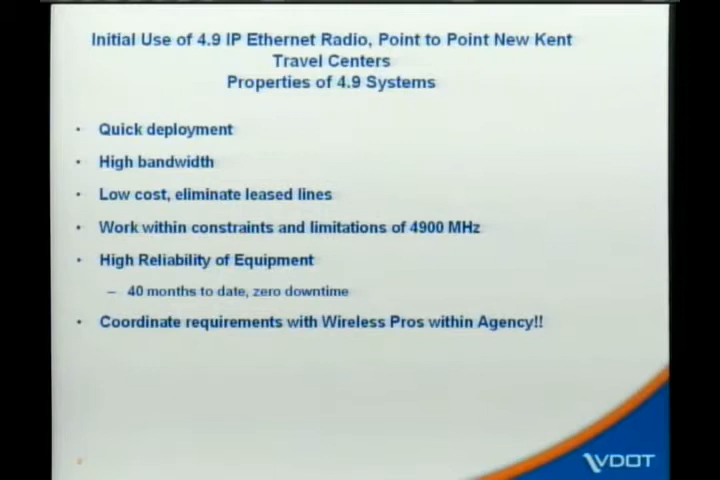 Initial Use of 4.9 IP Ethernet Radio, Point to Point New Kent
Travel Centers
Properties of 4.9 Systems
• Quick deployment
• High bandwidth
• Low cost, eliminate leased lines
• Work within constraints and limitations of 4900 MHz
• High Reliability of Equipment
– 40 months to date, zero downtime
• Coordinate requirements with Wireless Pros within Agency!!
VDOT